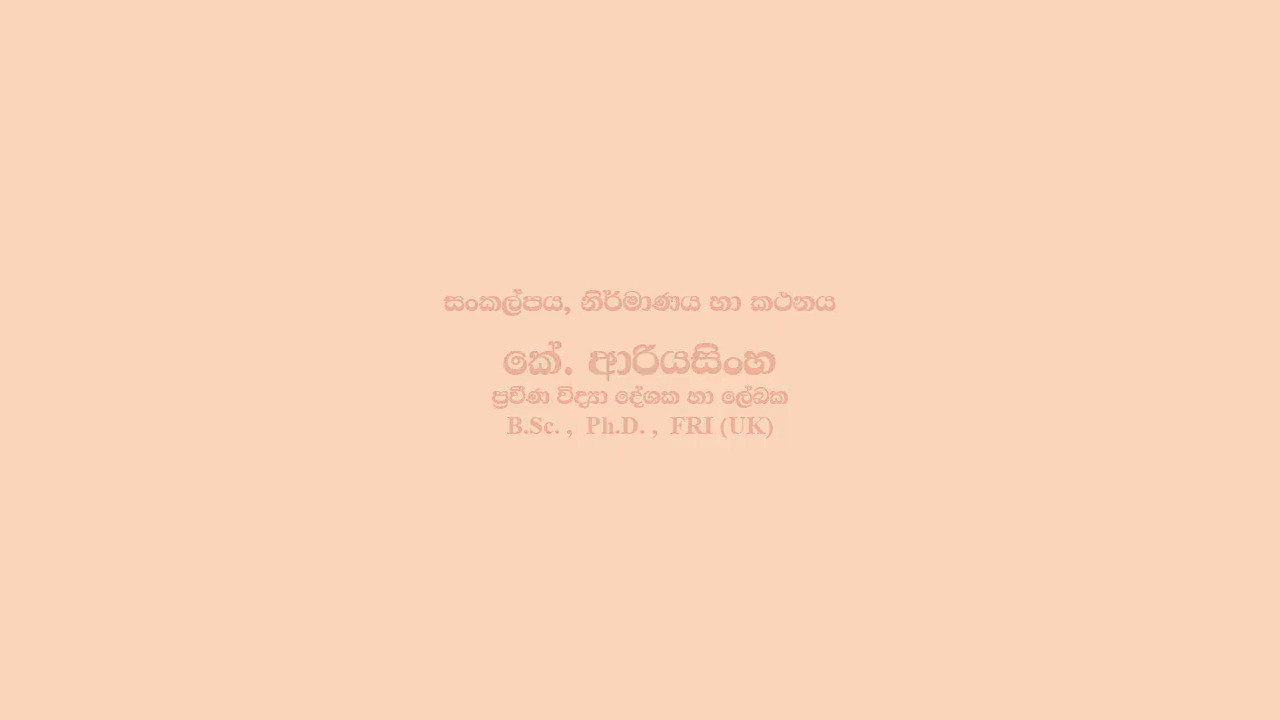 සංකල්පය, නිර්මාණය හා කථනය
කේ. ආරියසිංහ
ප්‍රවීණ විද්‍යා දේශක හා ලේඛක
B.Sc. , Ph.D. , FRI (UK)